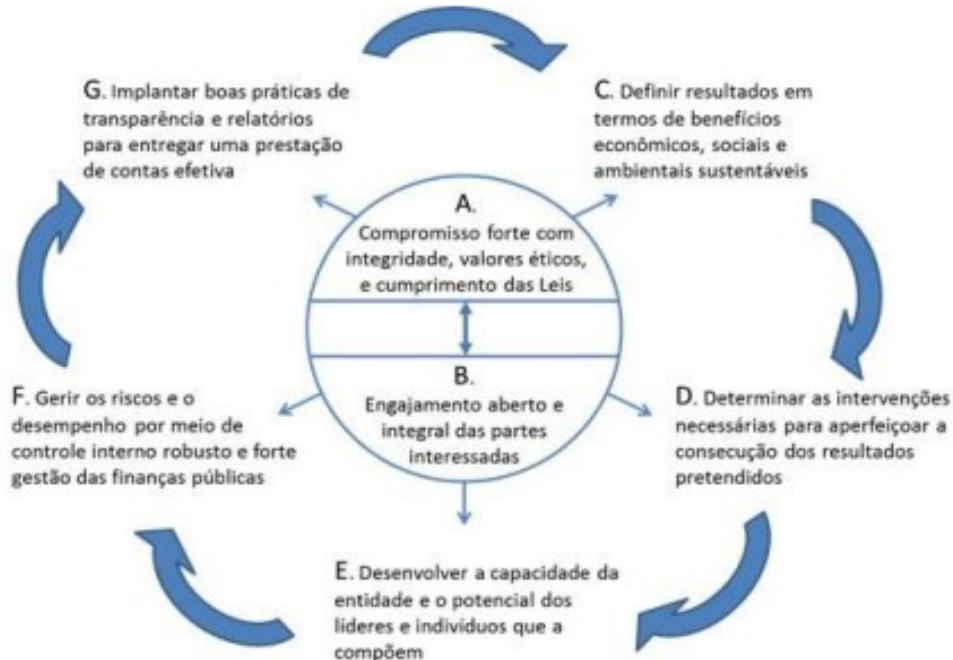 G. Implantar boas práticas de
transparência e relatórios
para entregar uma prestação
de contas efetiva
C. Definir resultados em
termos de benefícios
econômicos, sociais e
ambientais sustentáveis
A.
Compromisso forte com
integridade, valores éticos,
e cumprimento das Leis
B.
Engajamento aberto e
integral das partes
interessadas
F. Gerir os riscos e o
desempenho por meio de
controle interno robusto e forte
gestão das finanças públicas
D. Determinar as intervenções
necessárias para aperfeiçoar a
consecução dos resultados
pretendidos
E. Desenvolver a capacidade da
entidade e o potencial dos
líderes e indivíduos que a
compõem